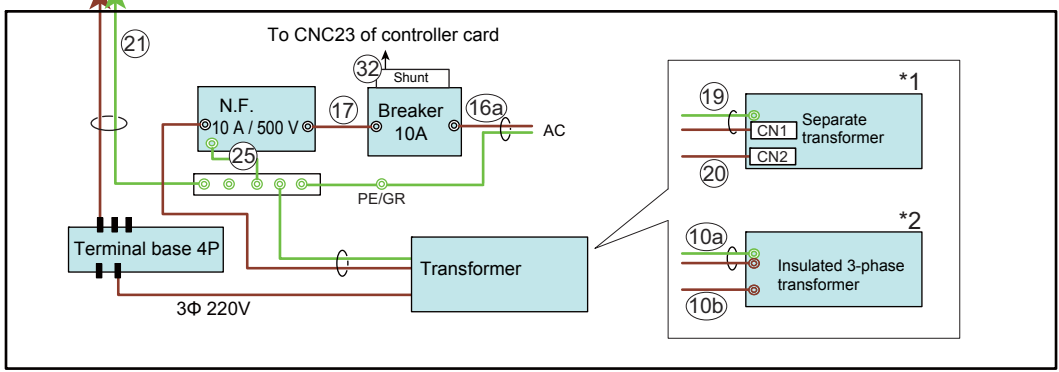 21
To CNC23 of controller card
32
Shunt
N.F.
10 A / 500 V
17
Breaker
10A
16a
AC
25
PE/GR
Terminal base 4P
3Φ 220V
Transformer
*1
19
CN1
Separate
transformer
CN2
20
*2
10a
Insulated 3-phase
transformer
10b